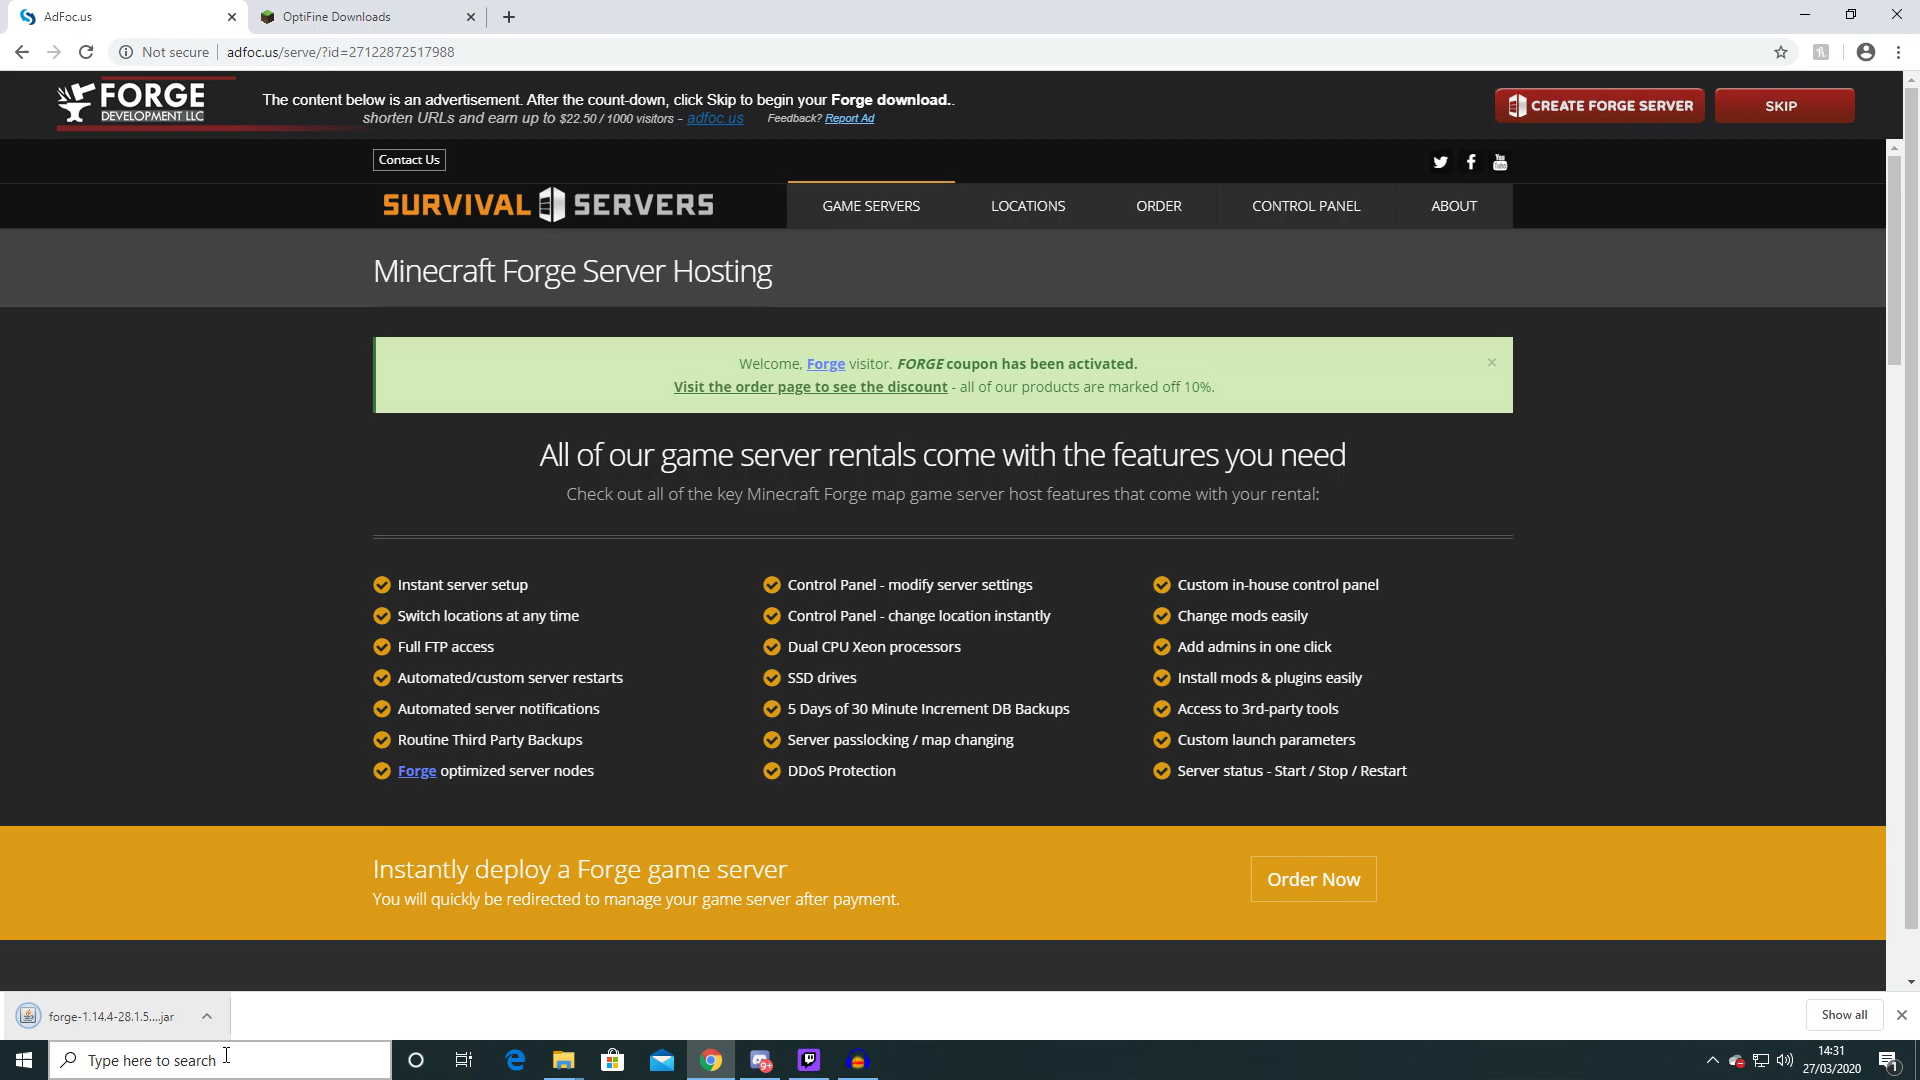 AdFoc.us
OptiFine Downloads
Not secure
adfoc.us/serve/?id=27122872517988
FORGE
DEVELOPMENT LLC
The content below is an advertisement. After the count-down, click Skip to begin your Forge download..
shorten URLs and earn up to $22.50 / 1000 visitors - adfoc.us Feedback? Report Ad
CREATE FORGE SERVER
SKIP
Contact Us
You
Tube
SURVIVAL SERVERS
GAME SERVERS
LOCATIONS
ORDER
CONTROL PANEL
ABOUT
Minecraft Forge Server Hosting
Welcome, Forge visitor. FORGE coupon has been activated.
Visit the order page to see the discount - all of our products are marked off 10%.
×
All of our game server rentals come with the features you need
Check out all of the key Minecraft Forge map game server host features that come with your rental:
Instant server setup
Switch locations at any time
Full FTP access
Automated/custom server restarts
Automated server notifications
Routine Third Party Backups
Forge optimized server nodes
Control Panel - modify server settings
Control Panel - change location instantly
Dual CPU Xeon processors
SSD drives
5 Days of 30 Minute Increment DB Backups
Server passlocking / map changing
DDoS Protection
Custom in-house control panel
Change mods easily
Add admins in one click
Install mods & plugins easily
Access to 3rd-party tools
Custom launch parameters
Server status - Start / Stop / Restart
Instantly deploy a Forge game server
You will quickly be redirected to manage your game server after payment.
Order Now
forge-1.14.4-28.1.5....jar
Show all
Type here to search
9+
14:31
27/03/2020
1